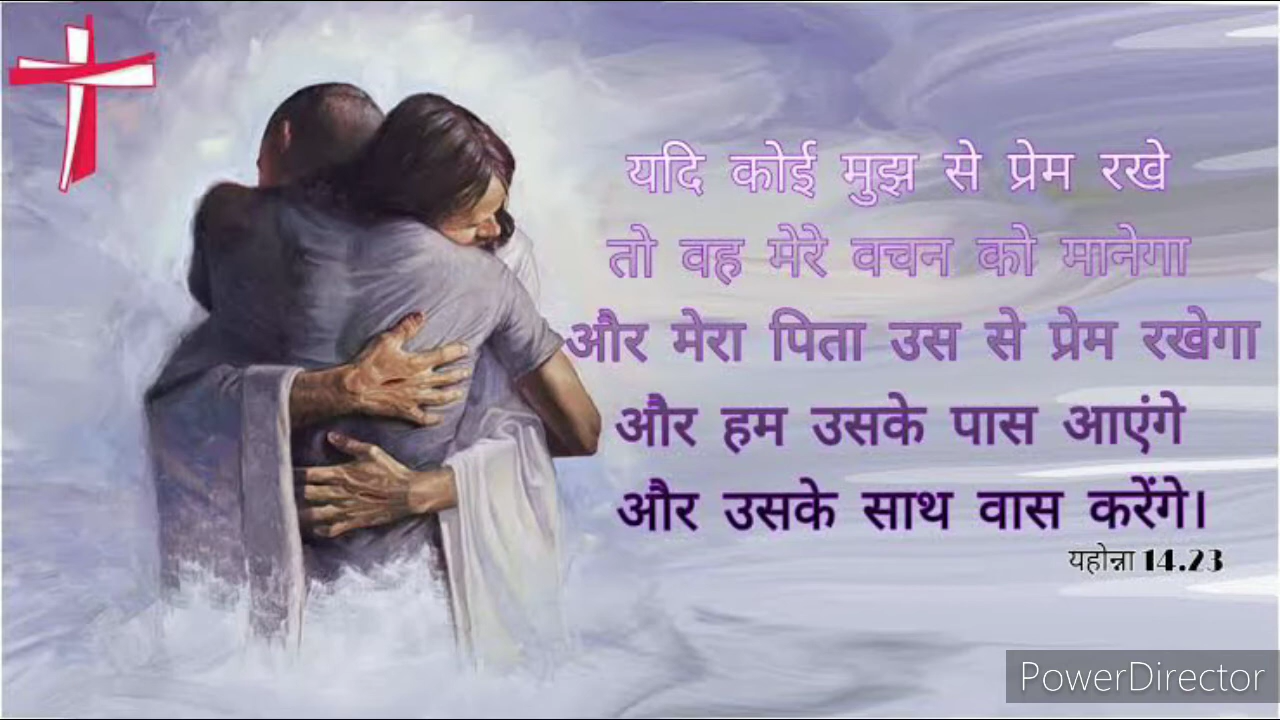 यदि कोई मुझ से प्रेम रखे
तो वह मेरे वचन को मानेगा
और मेरा पिता उस से प्रेम रखेगा
और हम उसके पास आएंगे
और उसके साथ वास करेंगे।
यहोन्ना 14.23
PowerDirector